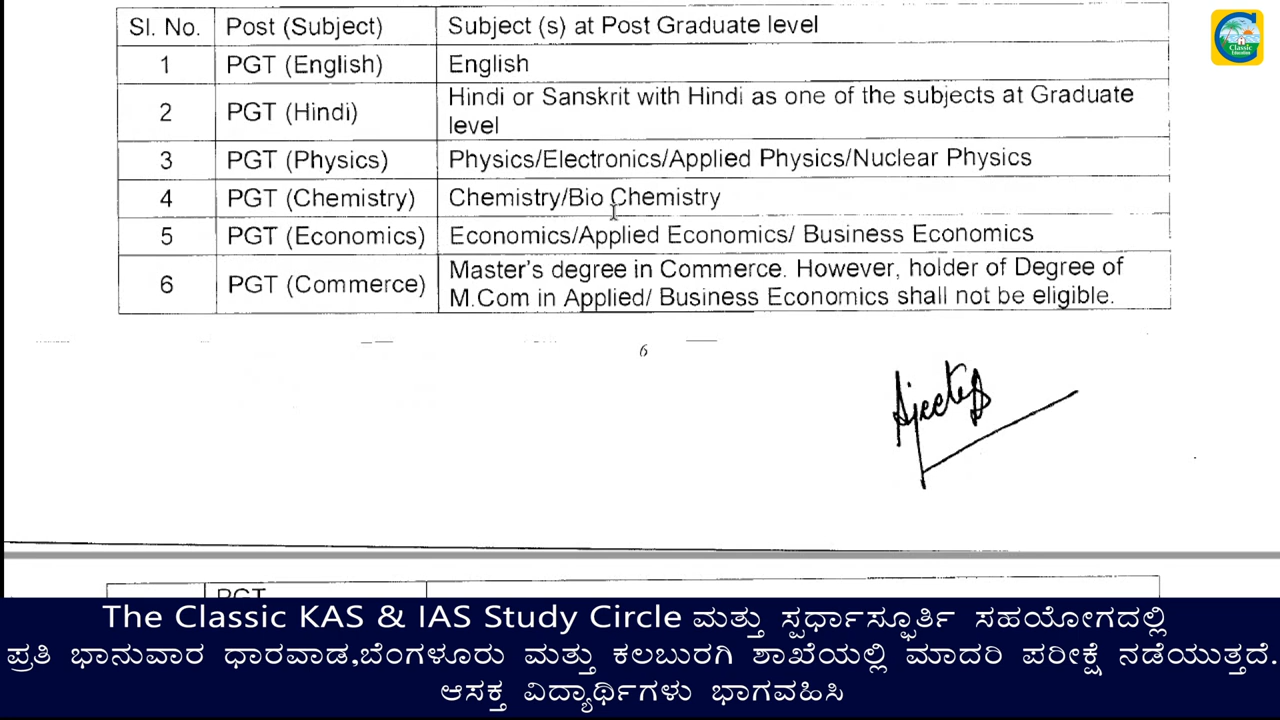 Classic
Education
Sl. No. Post (Subject) Subject (s) at Post Graduate level
1 PGT (English) English
2 PGT (Hindi) Hindi or Sanskrit with Hindi as one of the subjects at Graduate
level
3 PGT (Physics) Physics/Electronics/Applied Physics/Nuclear Physics
4 PGT (Chemistry) Chemistry/Bio Chemistry
5 PGT (Economics) Economics/Applied Economics/ Business Economics
6 PGT (Commerce) Master's degree in Commerce. However, holder of Degree of
M.Com in Applied/ Business Economics shall not be eligible.
6
PGT
The Classic KAS & IAS Study Circle ಮತ್ತು ಸ್ಪರ್ಧಾಸ್ಫೂರ್ತಿ ಸಹಯೋಗದಲ್ಲಿ
ಪ್ರತಿ ಭಾನುವಾರ ಧಾರವಾಡ,ಬೆಂಗಳೂರು ಮತ್ತು ಕಲಬುರಗಿ ಶಾಖೆಯಲ್ಲಿ ಮಾದರಿ ಪರೀಕ್ಷೆ ನಡೆಯುತ್ತದೆ.
ಆಸಕ್ತ ವಿದ್ಯಾರ್ಥಿಗಳು ಭಾಗವಹಿಸಿ